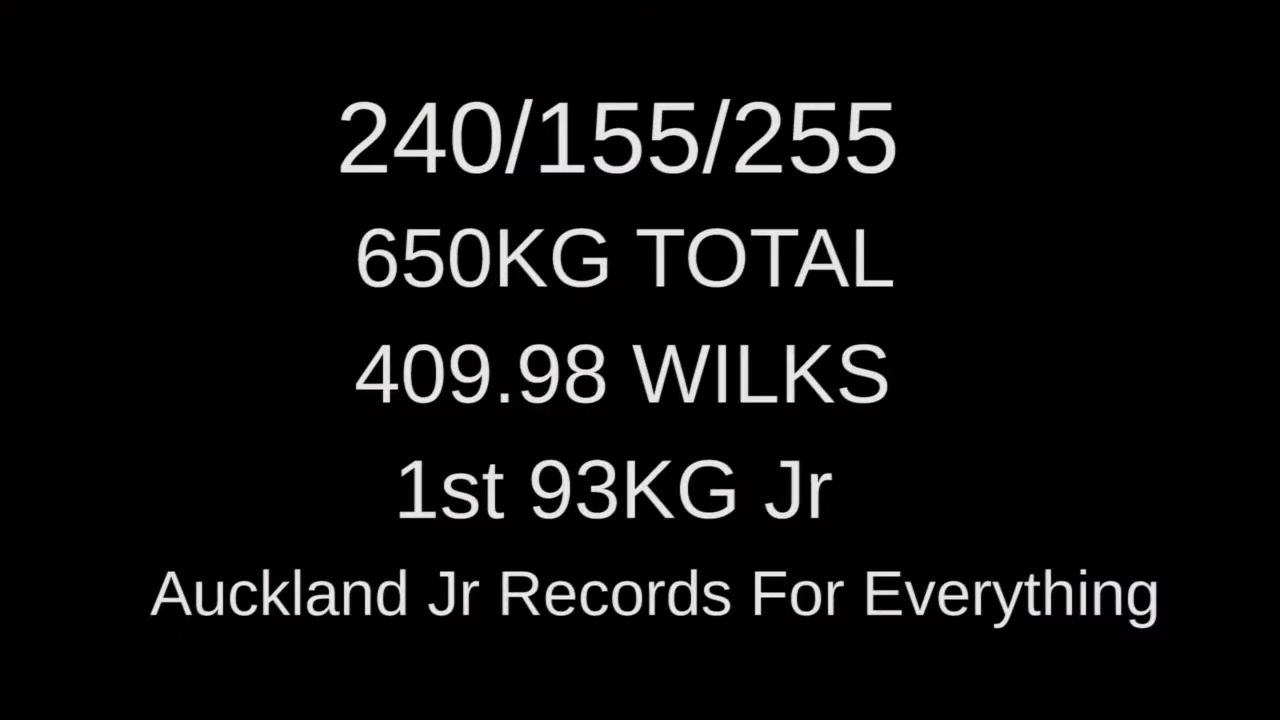 240/155/255
650KG TOTAL
409.98 WILKS
1st 93KG Jr
Auckland Jr Records For Everything